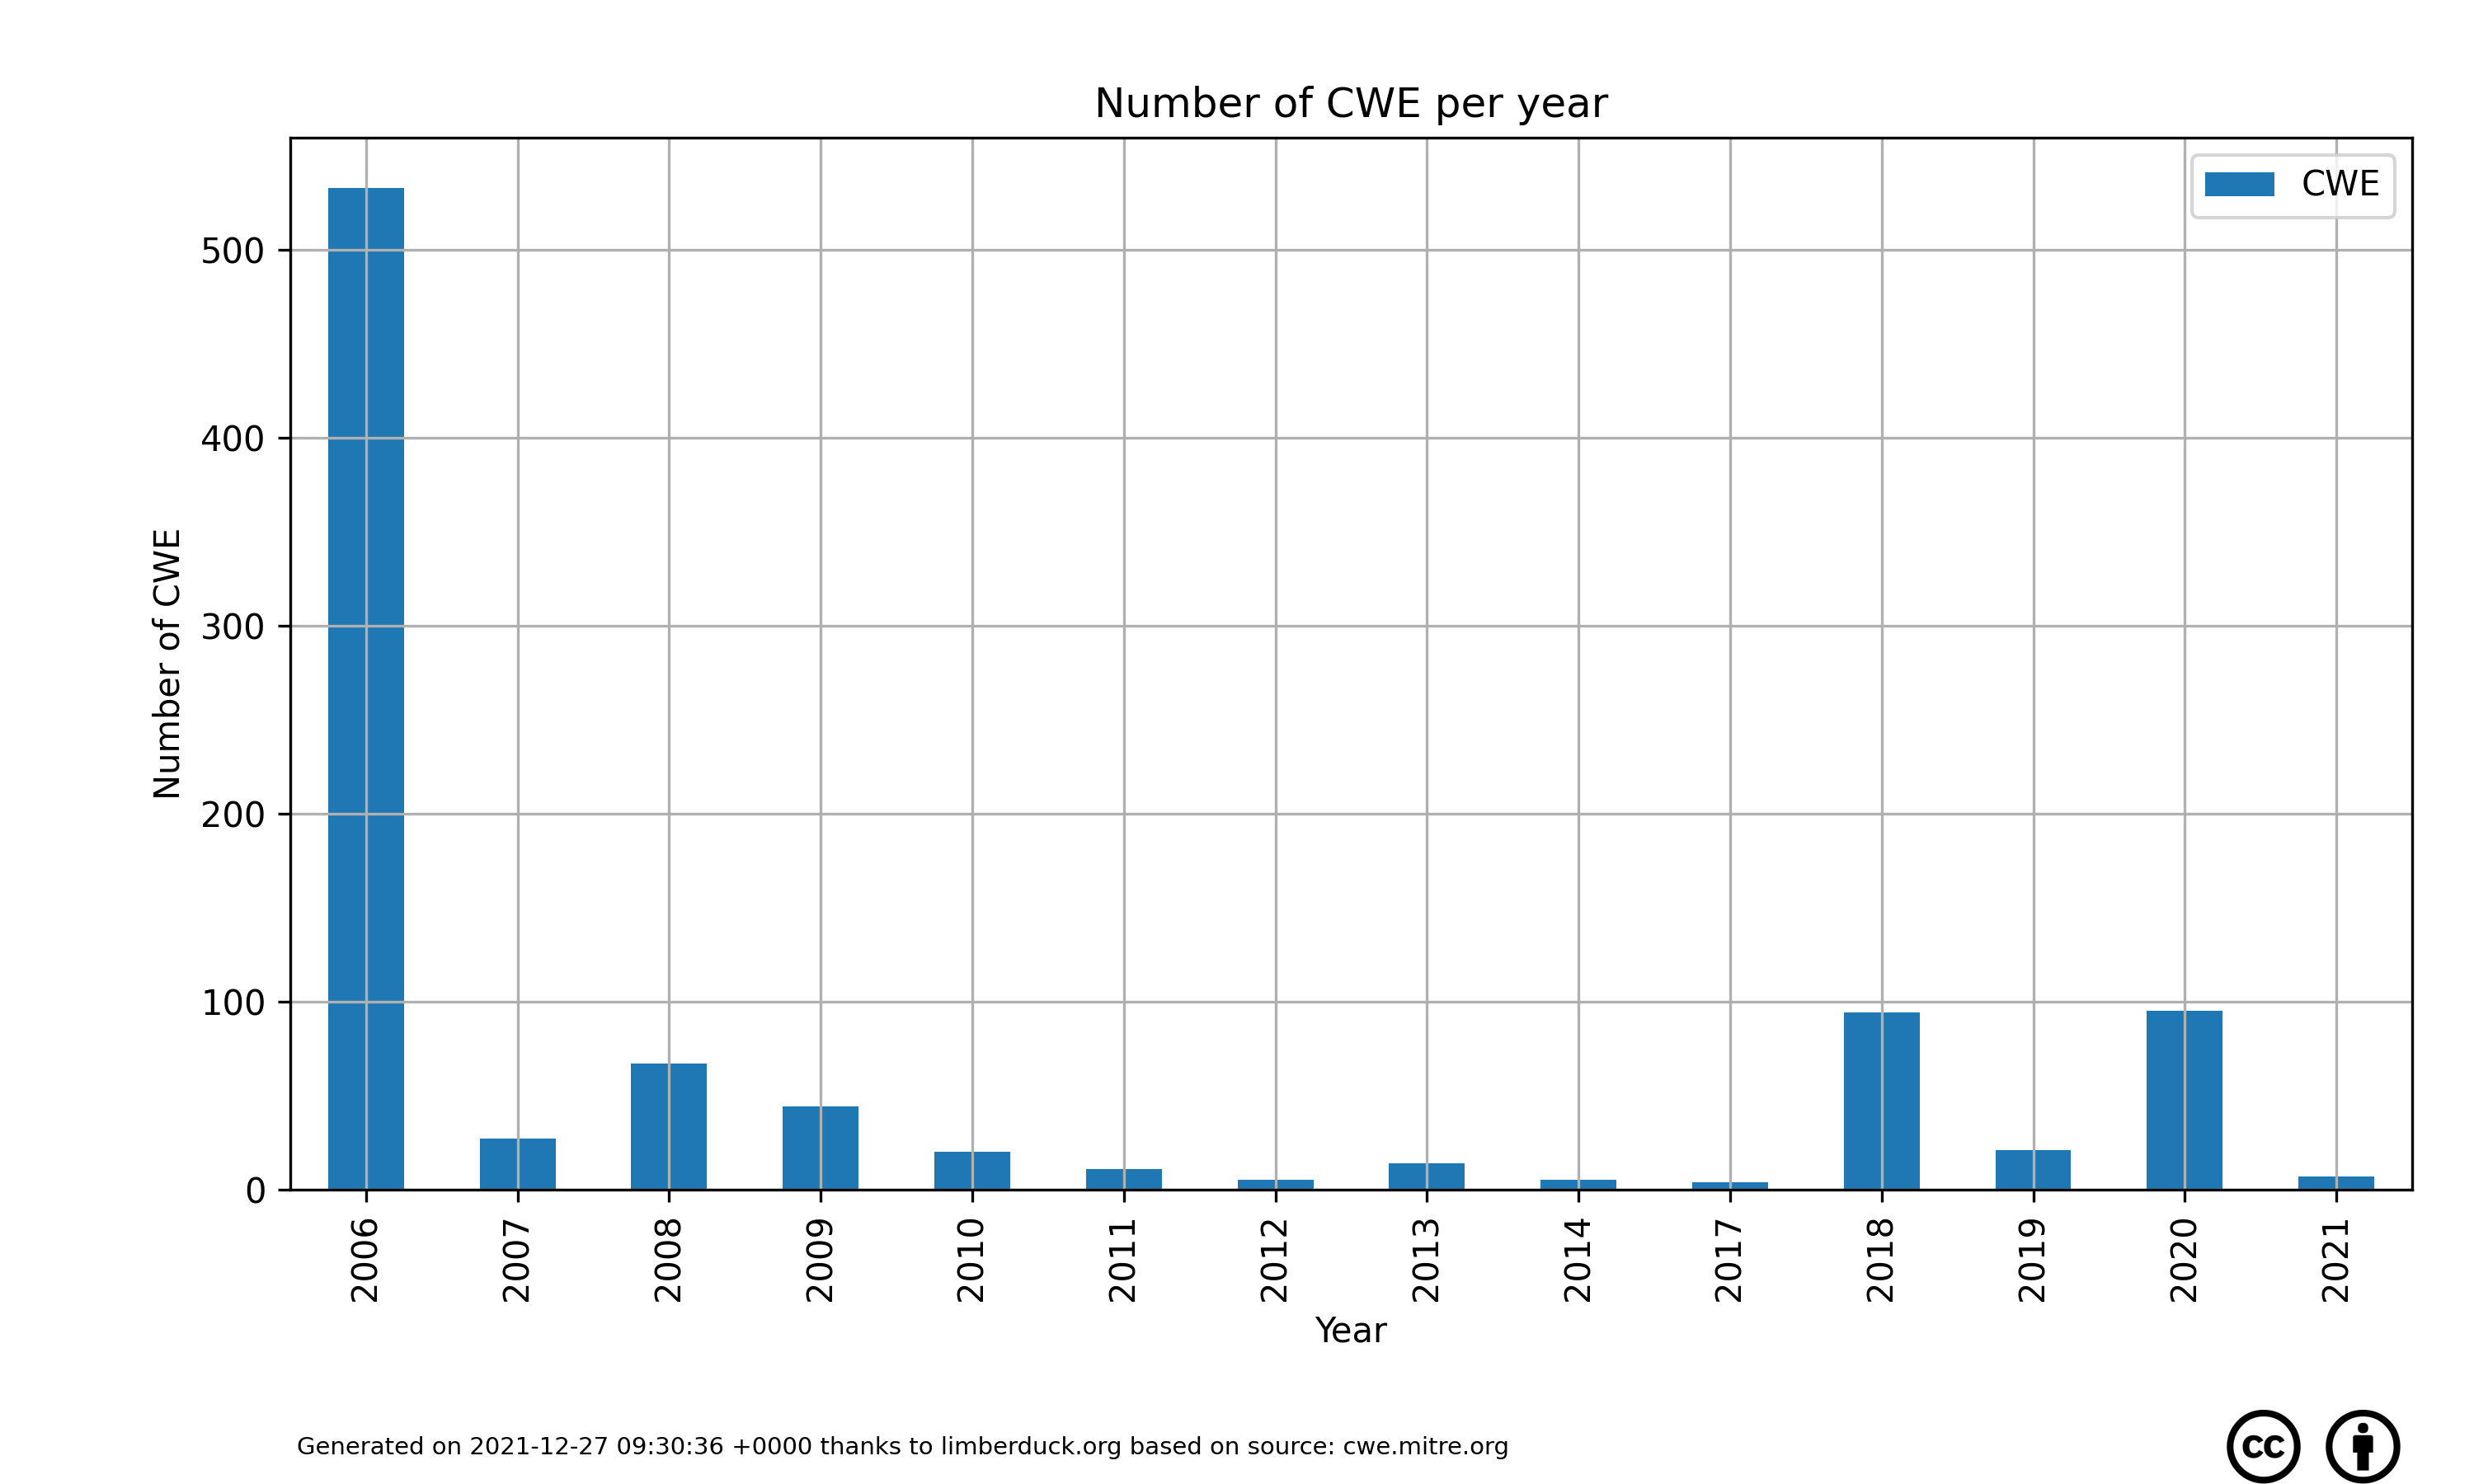 Number of CWE per year
CWE
Number of CWE
500
400
300
200
100
0
2006 2007 2008 2009 2010 2011 2012 2013 2014 2017 2018 2019 2020 2021
Year
Generated on 2021-12-27 09:30:36 +0000 thanks to limberduck.org based on source: cwe.mitre.org
cc